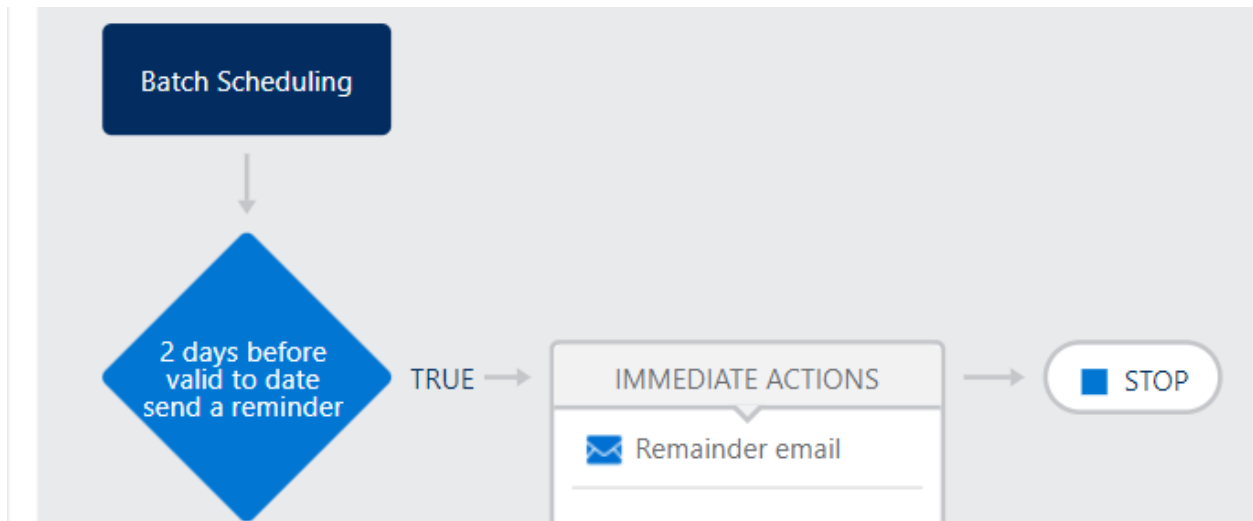 Batch Scheduling
2 days before
valid to date
send a reminder
TRUE
IMMEDIATE ACTIONS
Remainder email
STOP